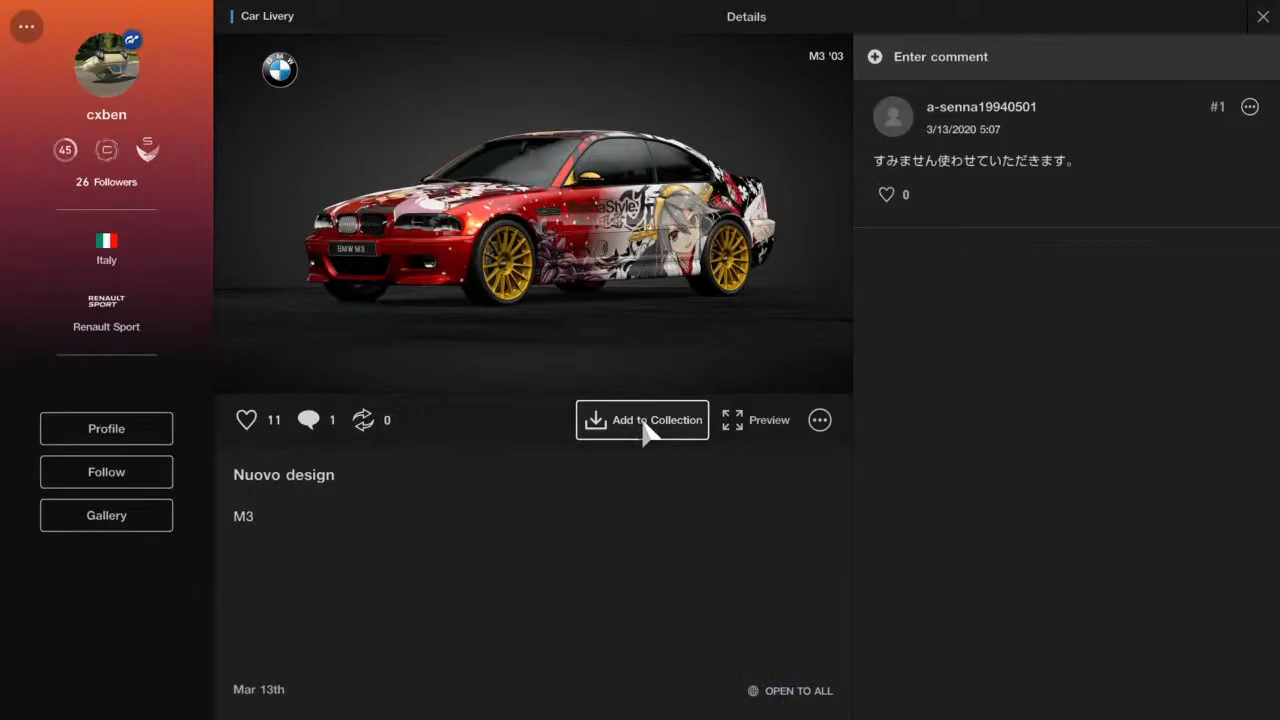 Car Livery
Details
cxben
45
C
S
26 Followers
Italy
RENAULT
SPORT
Renault Sport
Profile
Follow
Gallery
BMW
M3 '03
BMW M3
11
1
0
Add to Collection
Preview
Nuovo design
M3
Mar 13th
OPEN TO ALL
Enter comment
a-senna19940501
#1
3/13/2020 5:07
すみません使わせていただきます。
0